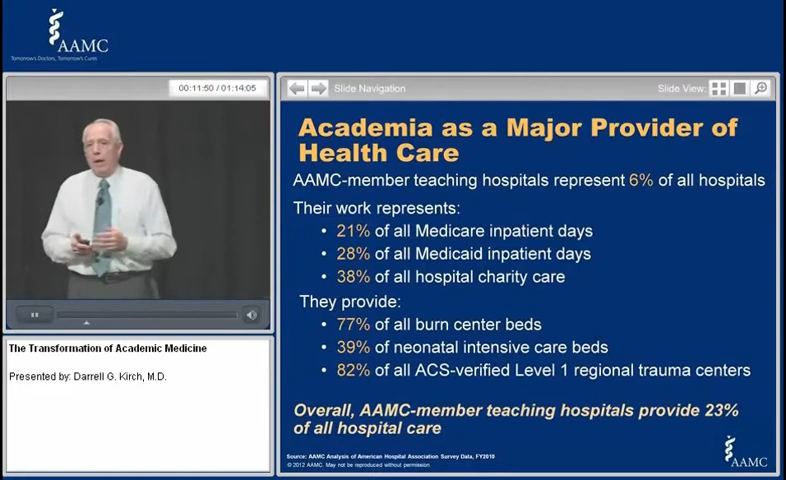 AAMC
Tomorrow's Doctors, Tomorrow's Cures
00:11:50 / 01:14:05
Slide Navigation
Slide View:
Academia as a Major Provider of
Health Care
AAMC-member teaching hospitals represent 6% of all hospitals
Their work represents:
• 21% of all Medicare inpatient days
• 28% of all Medicaid inpatient days
• 38% of all hospital charity care
They provide:
• 77% of all burn center beds
• 39% of neonatal intensive care beds
• 82% of all ACS-verified Level 1 regional trauma centers
Overall, AAMC-member teaching hospitals provide 23%
of all hospital care
Source: AAMC Analysis of American Hospital Association Survey Data, FY2010
© 2012 AAMC. May not be reproduced without permission
AAMC
The Transformation of Academic Medicine
Presented by: Darrell G. Kirch, M.D.